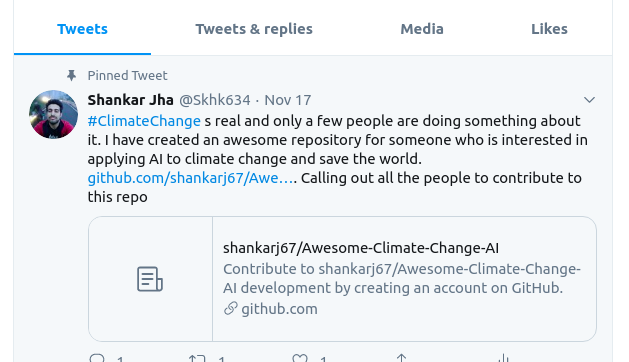 Tweets Tweets & replies Media Likes
Pinned Tweet
Shankar Jha @Skhk634 · Nov 17
#ClimateChange s real and only a few people are doing something about
it. I have created an awesome repository for someone who is interested in
applying AI to climate change and save the world.
github.com/shankarj67/Awe…. Calling out all the people to contribute to
this repo
shankarj67/Awesome-Climate-Change-AI
Contribute to shankarj67/Awesome-Climate-Change-
AI development by creating an account on GitHub.
github.com
1 1 1